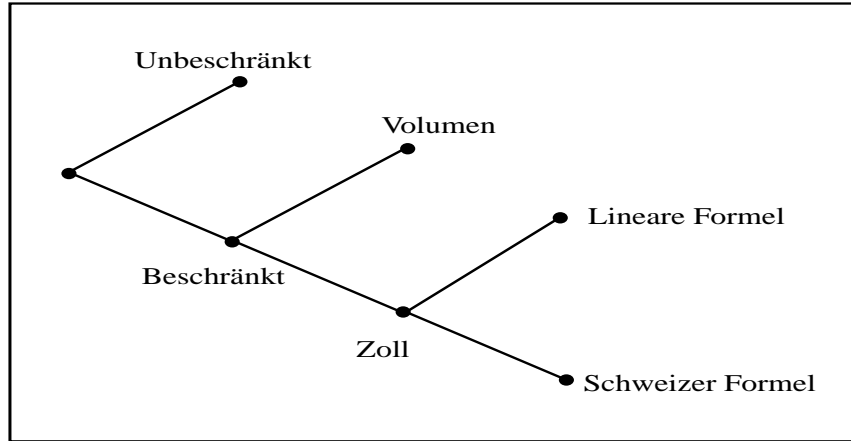 Unbeschränkt
Volumen
Lineare Formel
Beschränkt
Zoll
Schweizer Formel